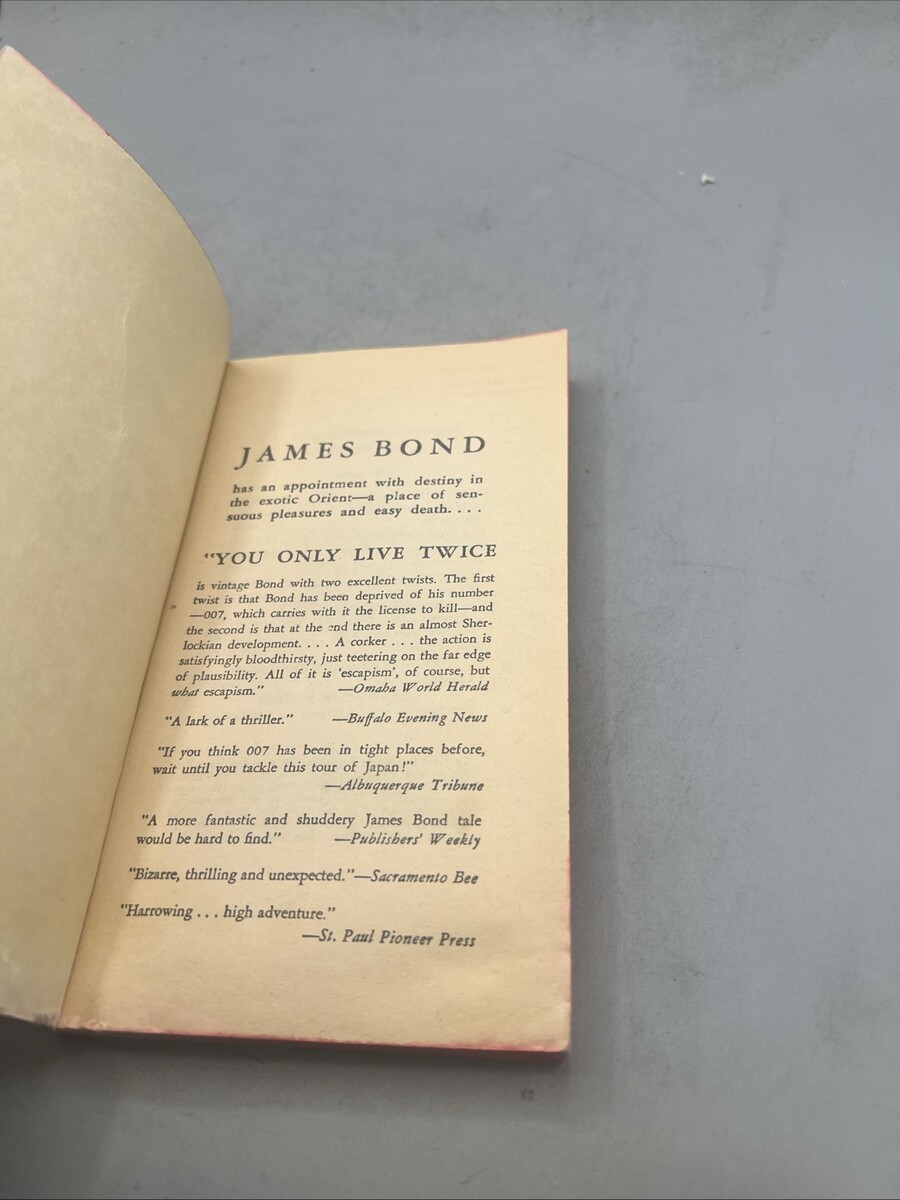 JAMES BOND
has an appointment with destiny in
the exotic Orient—a place of sen-
suous pleasures and easy death. . . .
"YOU ONLY LIVE TWICE
is vintage Bond with two excellent twists. The first
twist is that Bond has been deprived of his number
—007, which carries with it the license to kill—and
the second is that at the end there is an almost Sher-
lockian development. . . . A corker . . . the action is
satisfyingly bloodthirsty, just teetering on the far edge
of plausibility. All of it is 'escapism', of course, but
what escapism." —Omaha World Herald
"A lark of a thriller." —Buffalo Evening News
"If you think 007 has been in tight places before,
wait until you tackle this tour of Japan!"
—Albuquerque Tribune
"A more fantastic and shuddery James Bond tale
would be hard to find." —Publishers' Weekly
"Bizarre, thrilling and unexpected."—Sacramento Bee
"Harrowing . . . high adventure."
—St. Paul Pioneer Press